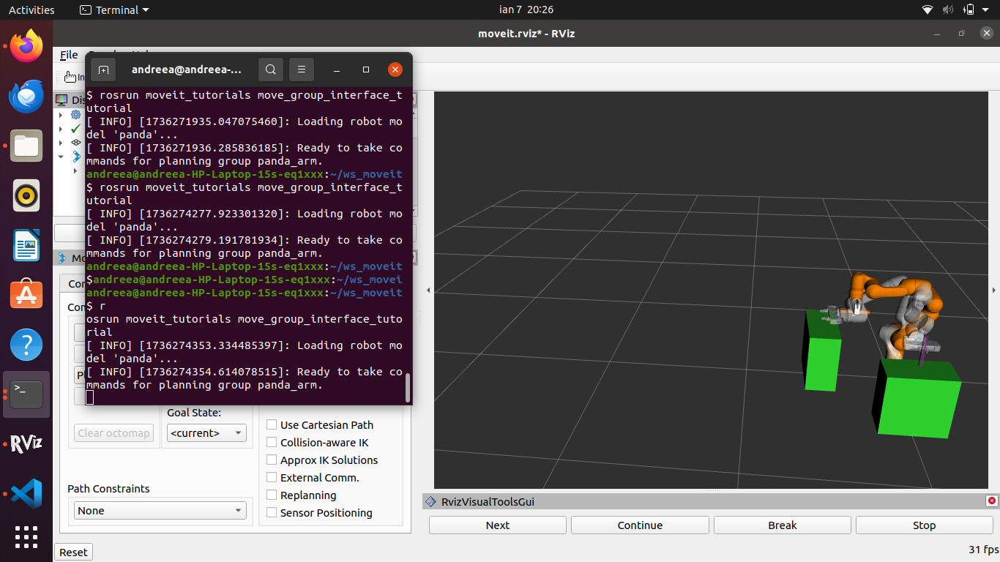 Activities
Terminal
ian 7 20:26
moveit.rviz* - RViz
File
andreea@andreea-...
$ rosrun moveit_tutorials move_group_interface_t
utorial
[ INFO] [1736271935.047075460]: Loading robot mo
del 'panda'...
[ INFO] [1736271936.285836185]: Ready to take co
mmands for planning group panda_arm.
andreea@andreea-HP-Laptop-15s-eq1xxx:~/ws_moveit
$ rosrun moveit_tutorials move_group_interface_t
utorial
[ INFO] [1736274277.923301320]: Loading robot mo
del 'panda'...
[ INFO] [1736274279.191781934]: Ready to take co
mmands for planning group panda_arm.
andreea@andreea-HP-Laptop-15s-eq1xxx:~/ws_moveit
$andreea@andreea-HP-Laptop-15s-eq1xxx:~/ws_movei
andreea@andreea-HP-Laptop-15s-eq1xxx:~/ws_moveit
$ r
osrun moveit_tutorials move_group_interface_tuto
rial
[ INFO] [1736274353.334485397]: Loading robot mo
del 'panda'...
[ INFO] [1736274354.614078515]: Ready to take co
mmands for planning group panda_arm.
Goal State:
Clear octomap
<current>
Use Cartesian Path
Collision-aware IK
Approx IK Solutions
External Comm.
Replanning
Sensor Positioning
Path Constraints
None
Reset
RvizVisualToolsGui
Next
Continue
Break
Stop
31 fps
RViz